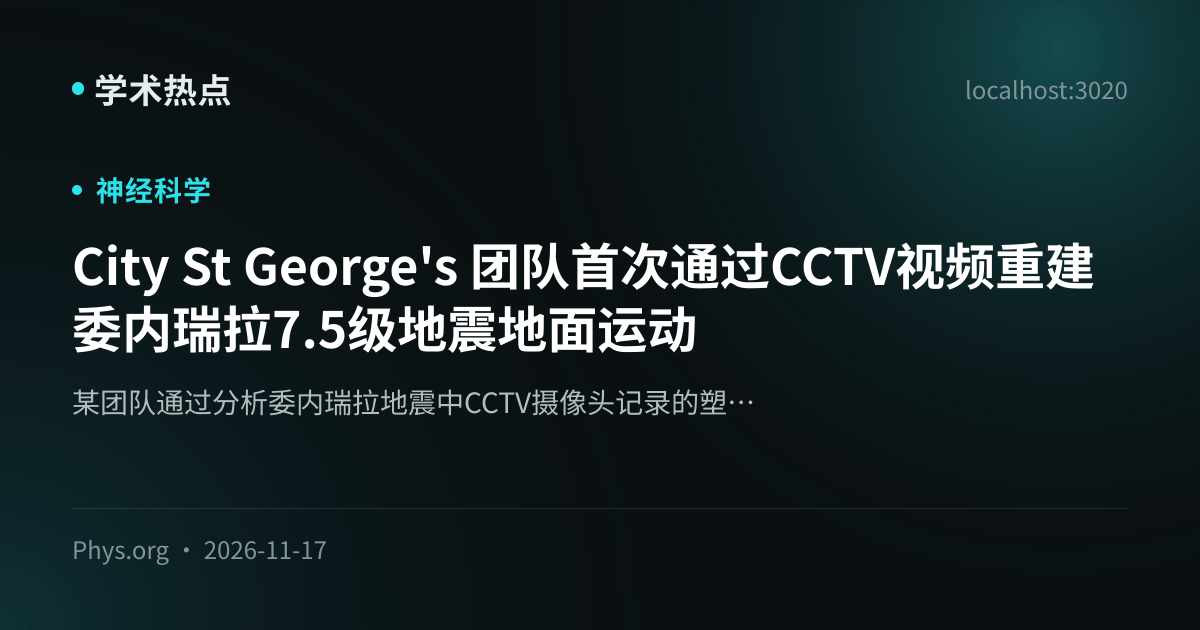 学术热点
localhost:3020
神经科学
City St George's 团队首次通过CCTV视频重建
委内瑞拉7.5级地震地面运动
某团队通过分析委内瑞拉地震中CCTV摄像头记录的塑…
Phys.org · 2026-11-17